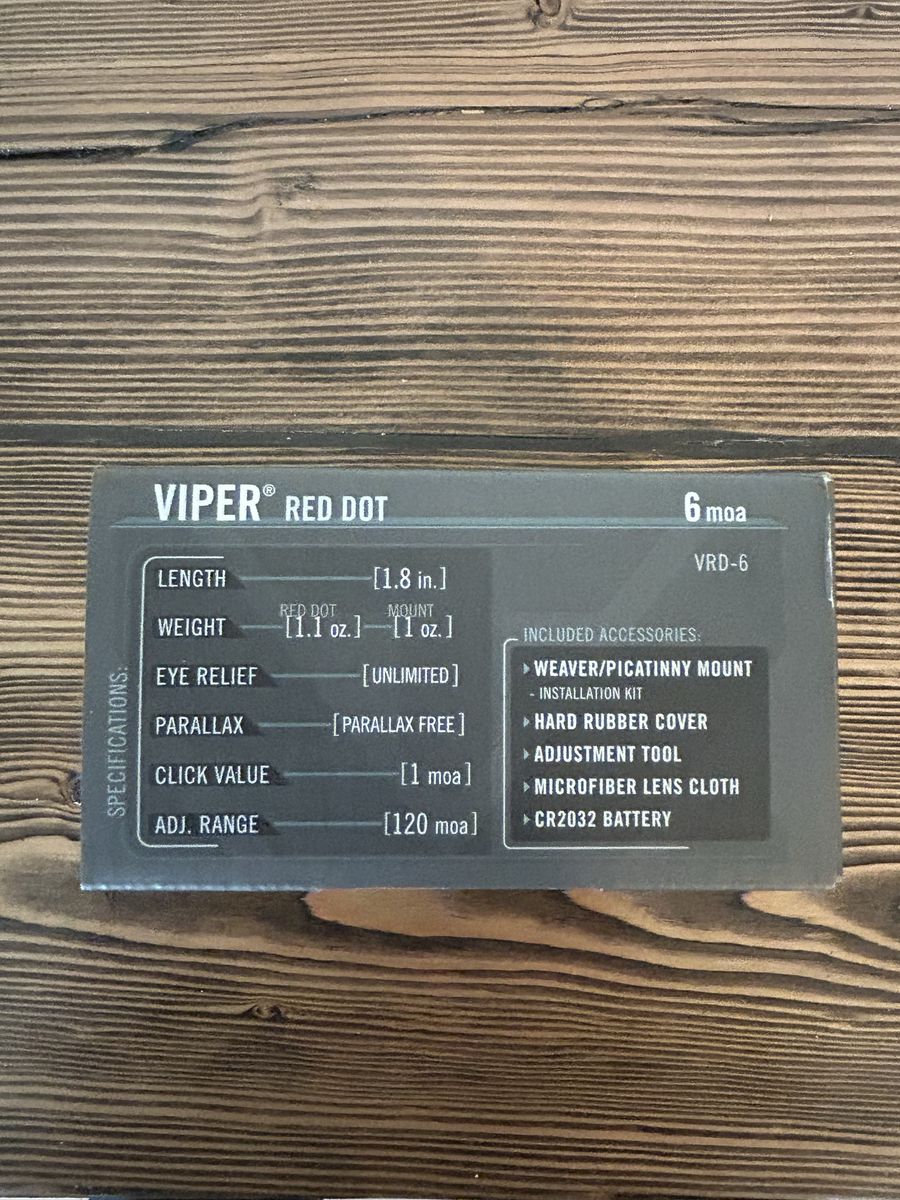 VIPER® RED DOT 6 moa
VRD-6
SPECIFICATIONS:
LENGTH [1.8 in.]
RED DOT MOUNT
WEIGHT [1.1 oz.] [1 oz.]
EYE RELIEF [UNLIMITED]
PARALLAX [PARALLAX FREE]
CLICK VALUE [1 moa]
ADJ. RANGE [120 moa]
INCLUDED ACCESSORIES:
WEAVER/PICATINNY MOUNT
- INSTALLATION KIT
HARD RUBBER COVER
ADJUSTMENT TOOL
MICROFIBER LENS CLOTH
CR2032 BATTERY